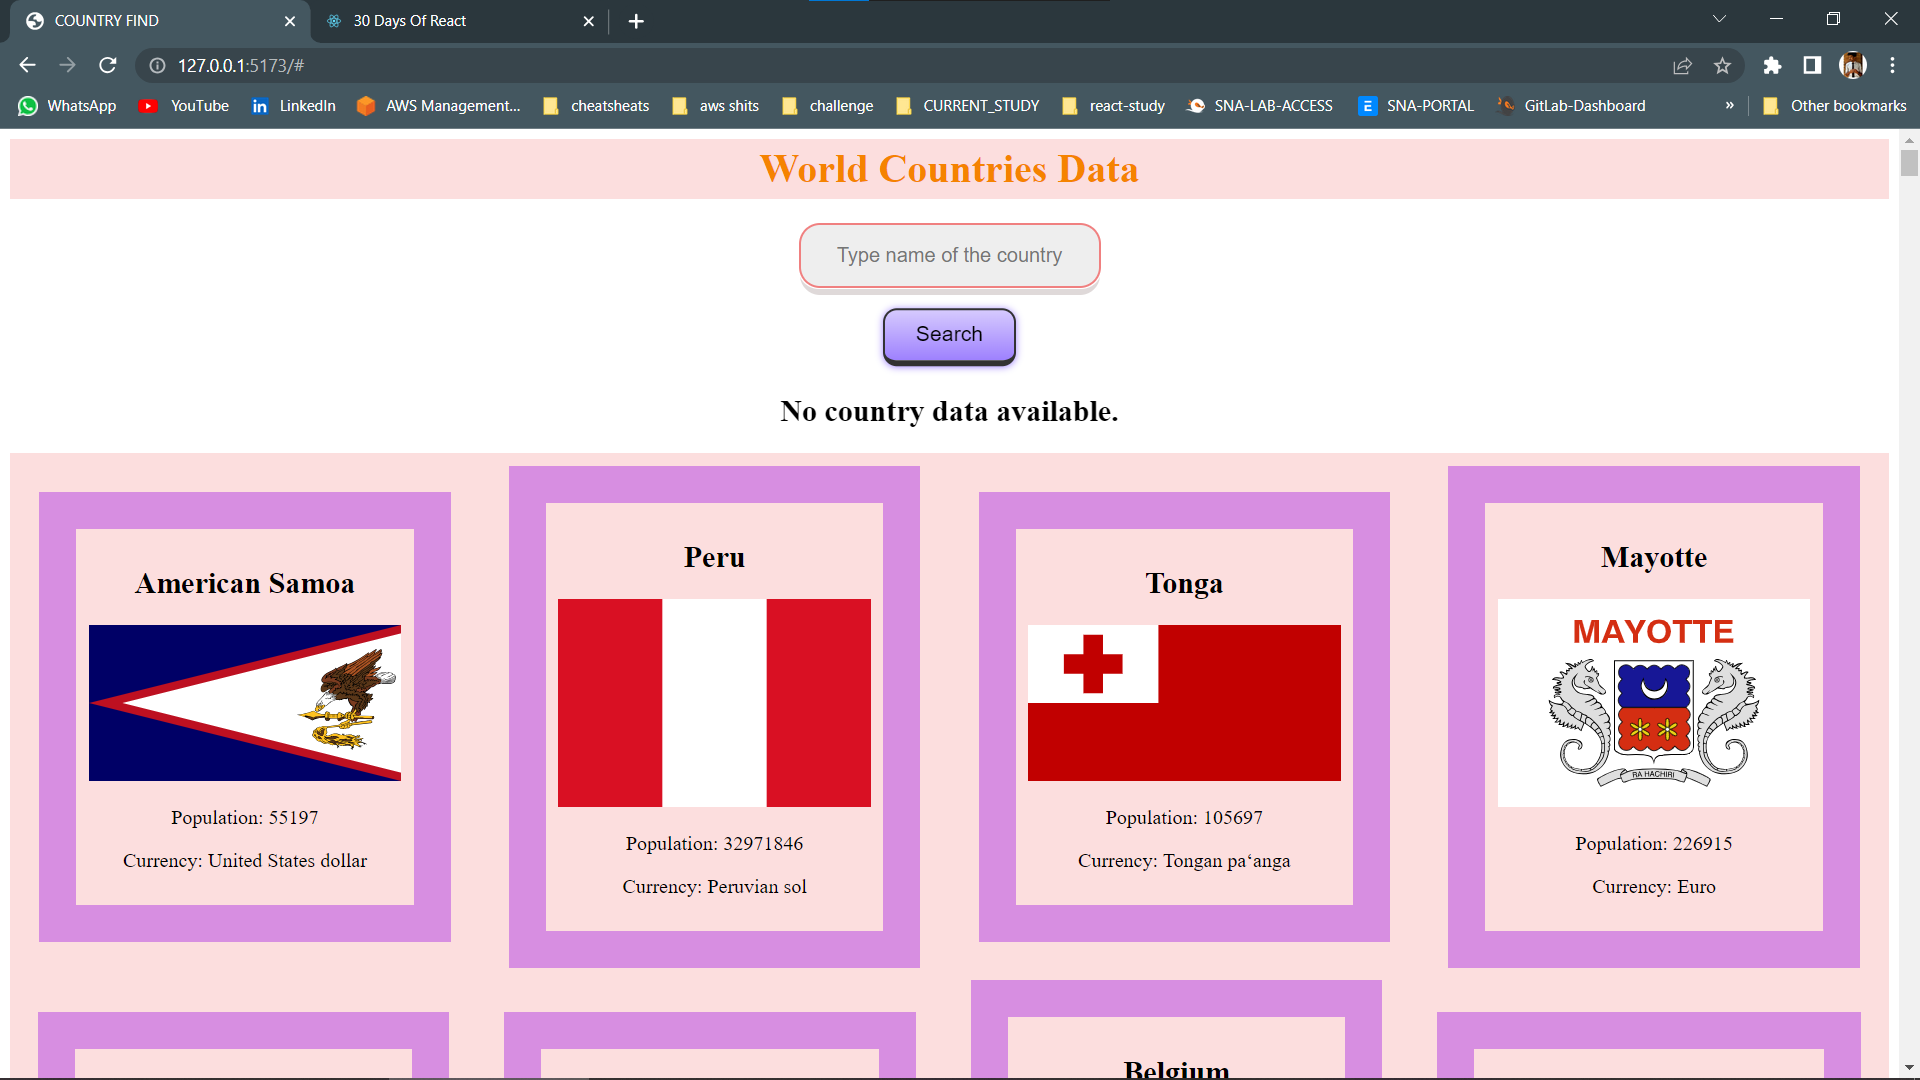 COUNTRY FIND
30 Days Of React
127.0.0.1:5173/#
WhatsApp
YouTube
LinkedIn
AWS Management...
cheatsheats
aws shits
challenge
CURRENT_STUDY
react-study
SNA-LAB-ACCESS
SNA-PORTAL
GitLab-Dashboard
»
Other bookmarks
World Countries Data
Type name of the country
Search
No country data available.
American Samoa
Population: 55197
Currency: United States dollar
Peru
Population: 32971846
Currency: Peruvian sol
Tonga
Population: 105697
Currency: Tongan paʻanga
Mayotte
MAYOTTE
RA HACHIRI
Population: 226915
Currency: Euro
Belgium